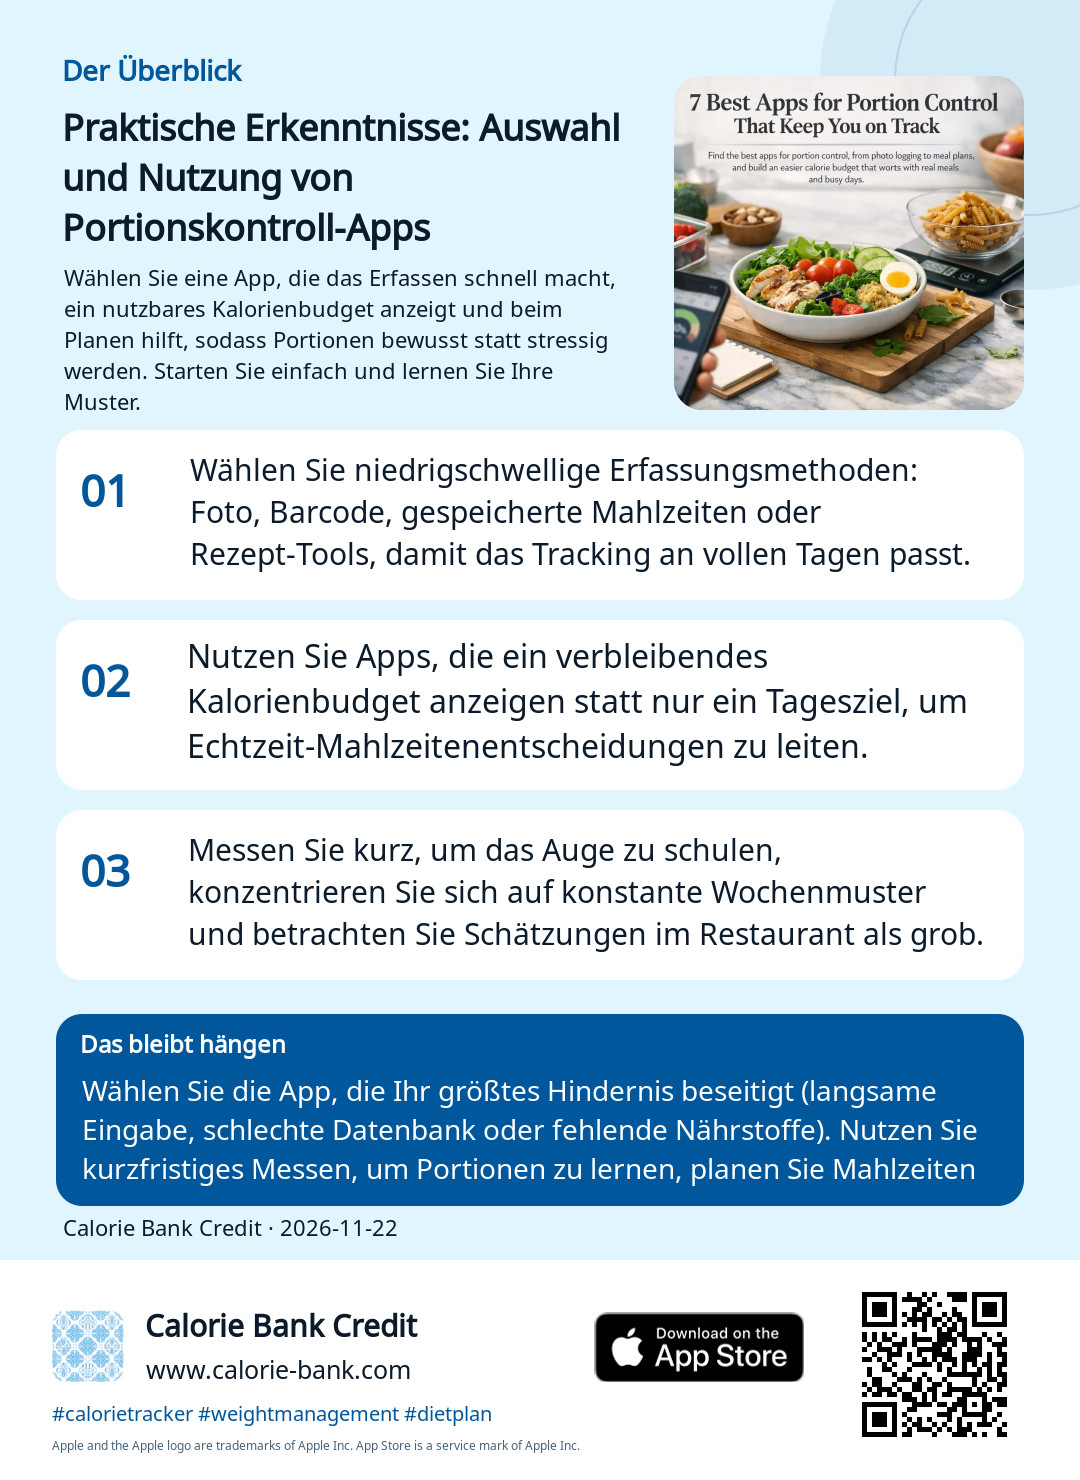 Der Überblick
Praktische Erkenntnisse: Auswahl
und Nutzung von
Portionskontroll-Apps
Wählen Sie eine App, die das Erfassen schnell macht,
ein nutzbares Kalorienbudget anzeigt und beim
Planen hilft, sodass Portionen bewusst statt stressig
werden. Starten Sie einfach und lernen Sie Ihre
Muster.
7 Best Apps for Portion Control
That Keep You on Track
Find the best apps for portion control, from photo logging to meal plans,
and build an easier calorie budget that worts with real meals
and busy days.
01
Wählen Sie niedrigschwellige Erfassungsmethoden:
Foto, Barcode, gespeicherte Mahlzeiten oder
Rezept-Tools, damit das Tracking an vollen Tagen passt.
02
Nutzen Sie Apps, die ein verbleibendes
Kalorienbudget anzeigen statt nur ein Tagesziel, um
Echtzeit-Mahlzeitenentscheidungen zu leiten.
03
Messen Sie kurz, um das Auge zu schulen,
konzentrieren Sie sich auf konstante Wochenmuster
und betrachten Sie Schätzungen im Restaurant als grob.
Das bleibt hängen
Wählen Sie die App, die Ihr größtes Hindernis beseitigt (langsame
Eingabe, schlechte Datenbank oder fehlende Nährstoffe). Nutzen Sie
kurzfristiges Messen, um Portionen zu lernen, planen Sie Mahlzeiten
Calorie Bank Credit · 2026-11-22
Calorie Bank Credit
www.calorie-bank.com
Download on the
App Store
#calorietracker #weightmanagement #dietplan
Apple and the Apple logo are trademarks of Apple Inc. App Store is a service mark of Apple Inc.